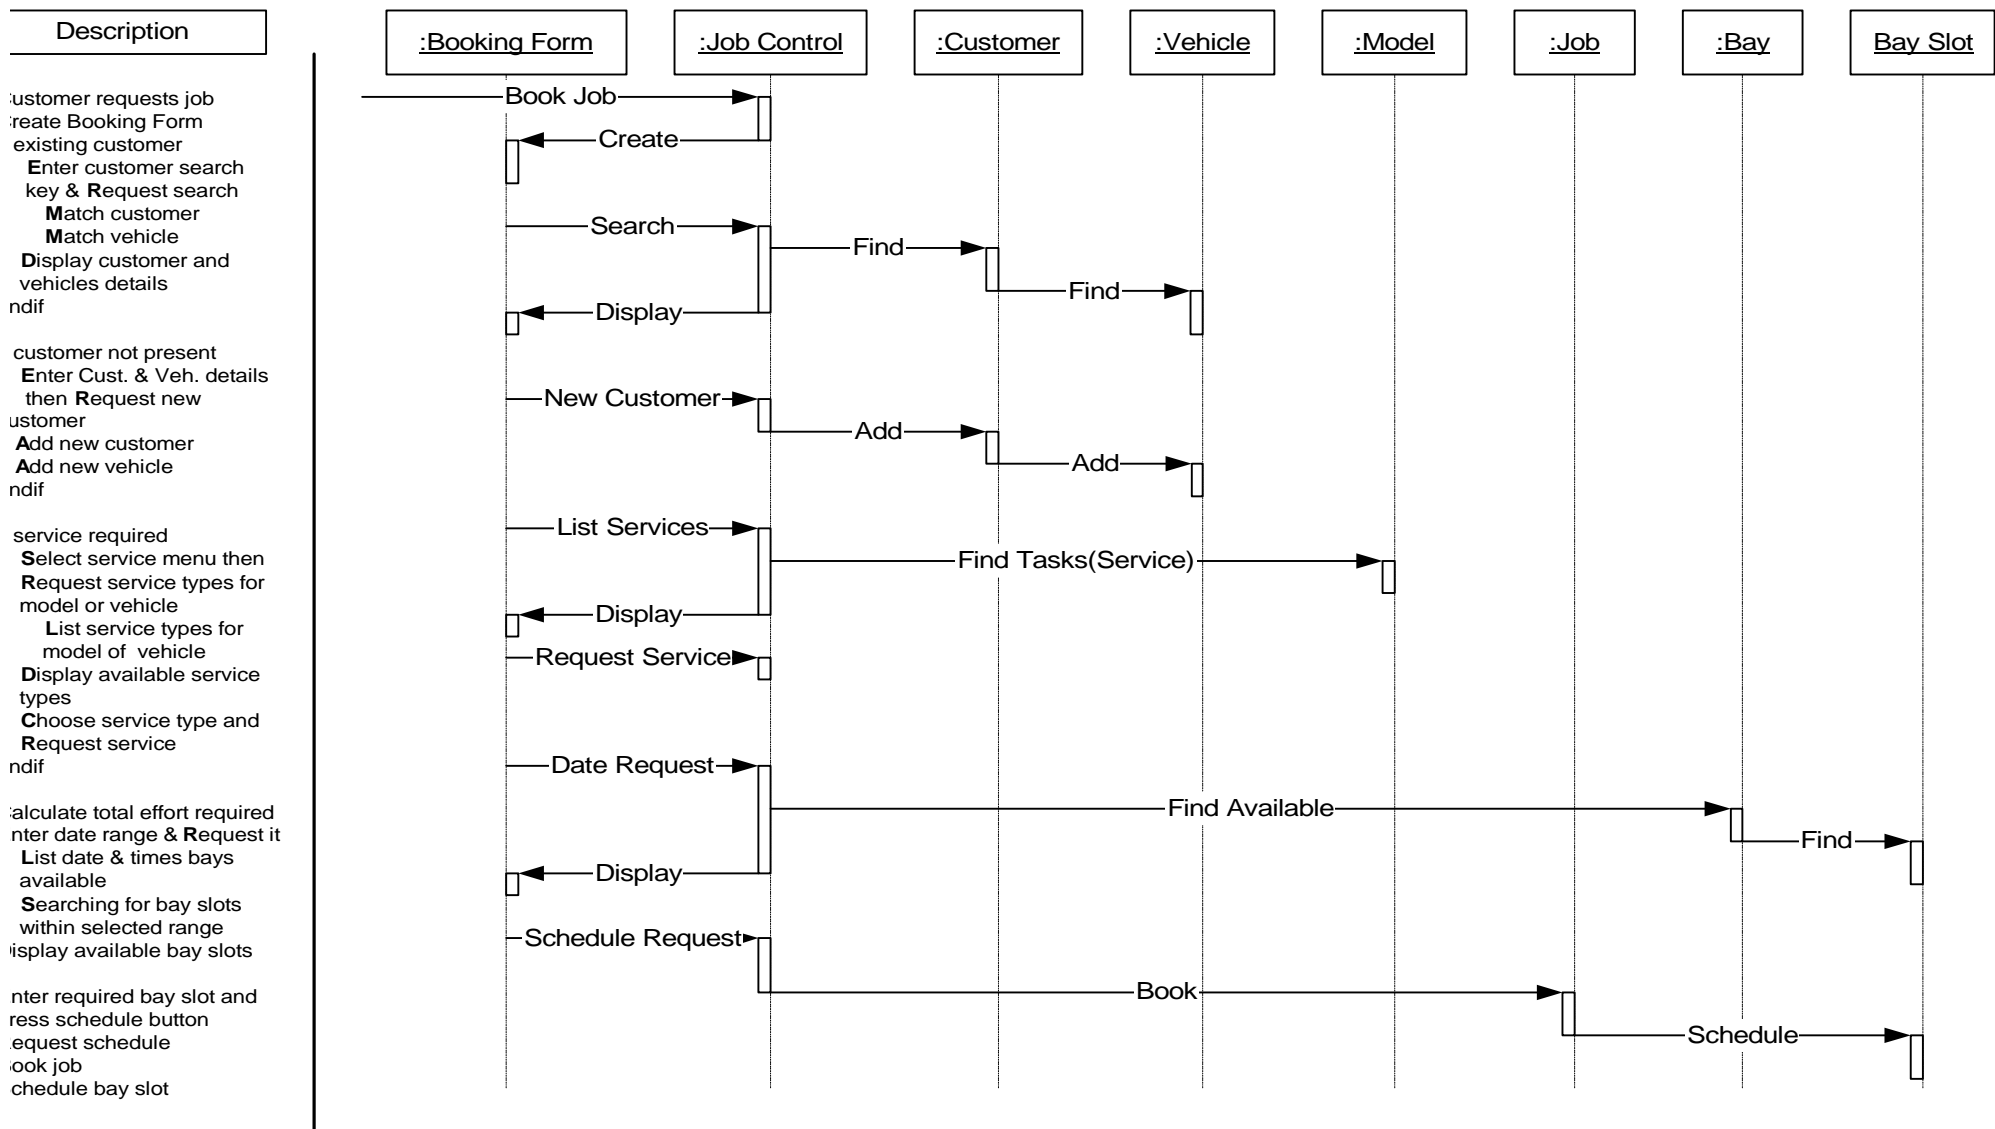 Description
ustomer requests job
reate Booking Form
existing customer
Enter customer search
key & Request search
Match customer
Match vehicle
Display customer and
vehicles details
ndif
customer not present
Enter Cust. & Veh. details
then Request new
ustomer
Add new customer
Add new vehicle
ndif
service required
Select service menu then
Request service types for
model or vehicle
List service types for
model of vehicle
Display available service
types
Choose service type and
Request service
ndif
alculate total effort required
nter date range & Request it
List date & times bays
available
Searching for bay slots
within selected range
isplay available bay slots
nter required bay slot and
ress schedule button
equest schedule
ook job
chedule bay slot
:Booking Form
:Job Control
:Customer
:Vehicle
:Model
:Job
:Bay
Bay Slot
Book Job
Create
Search
Find
Find
Display
New Customer
Add
Add
List Services
Find Tasks(Service)
Display
Request Service
Date Request
Find Available
Find
Display
Schedule Request
Book
Schedule